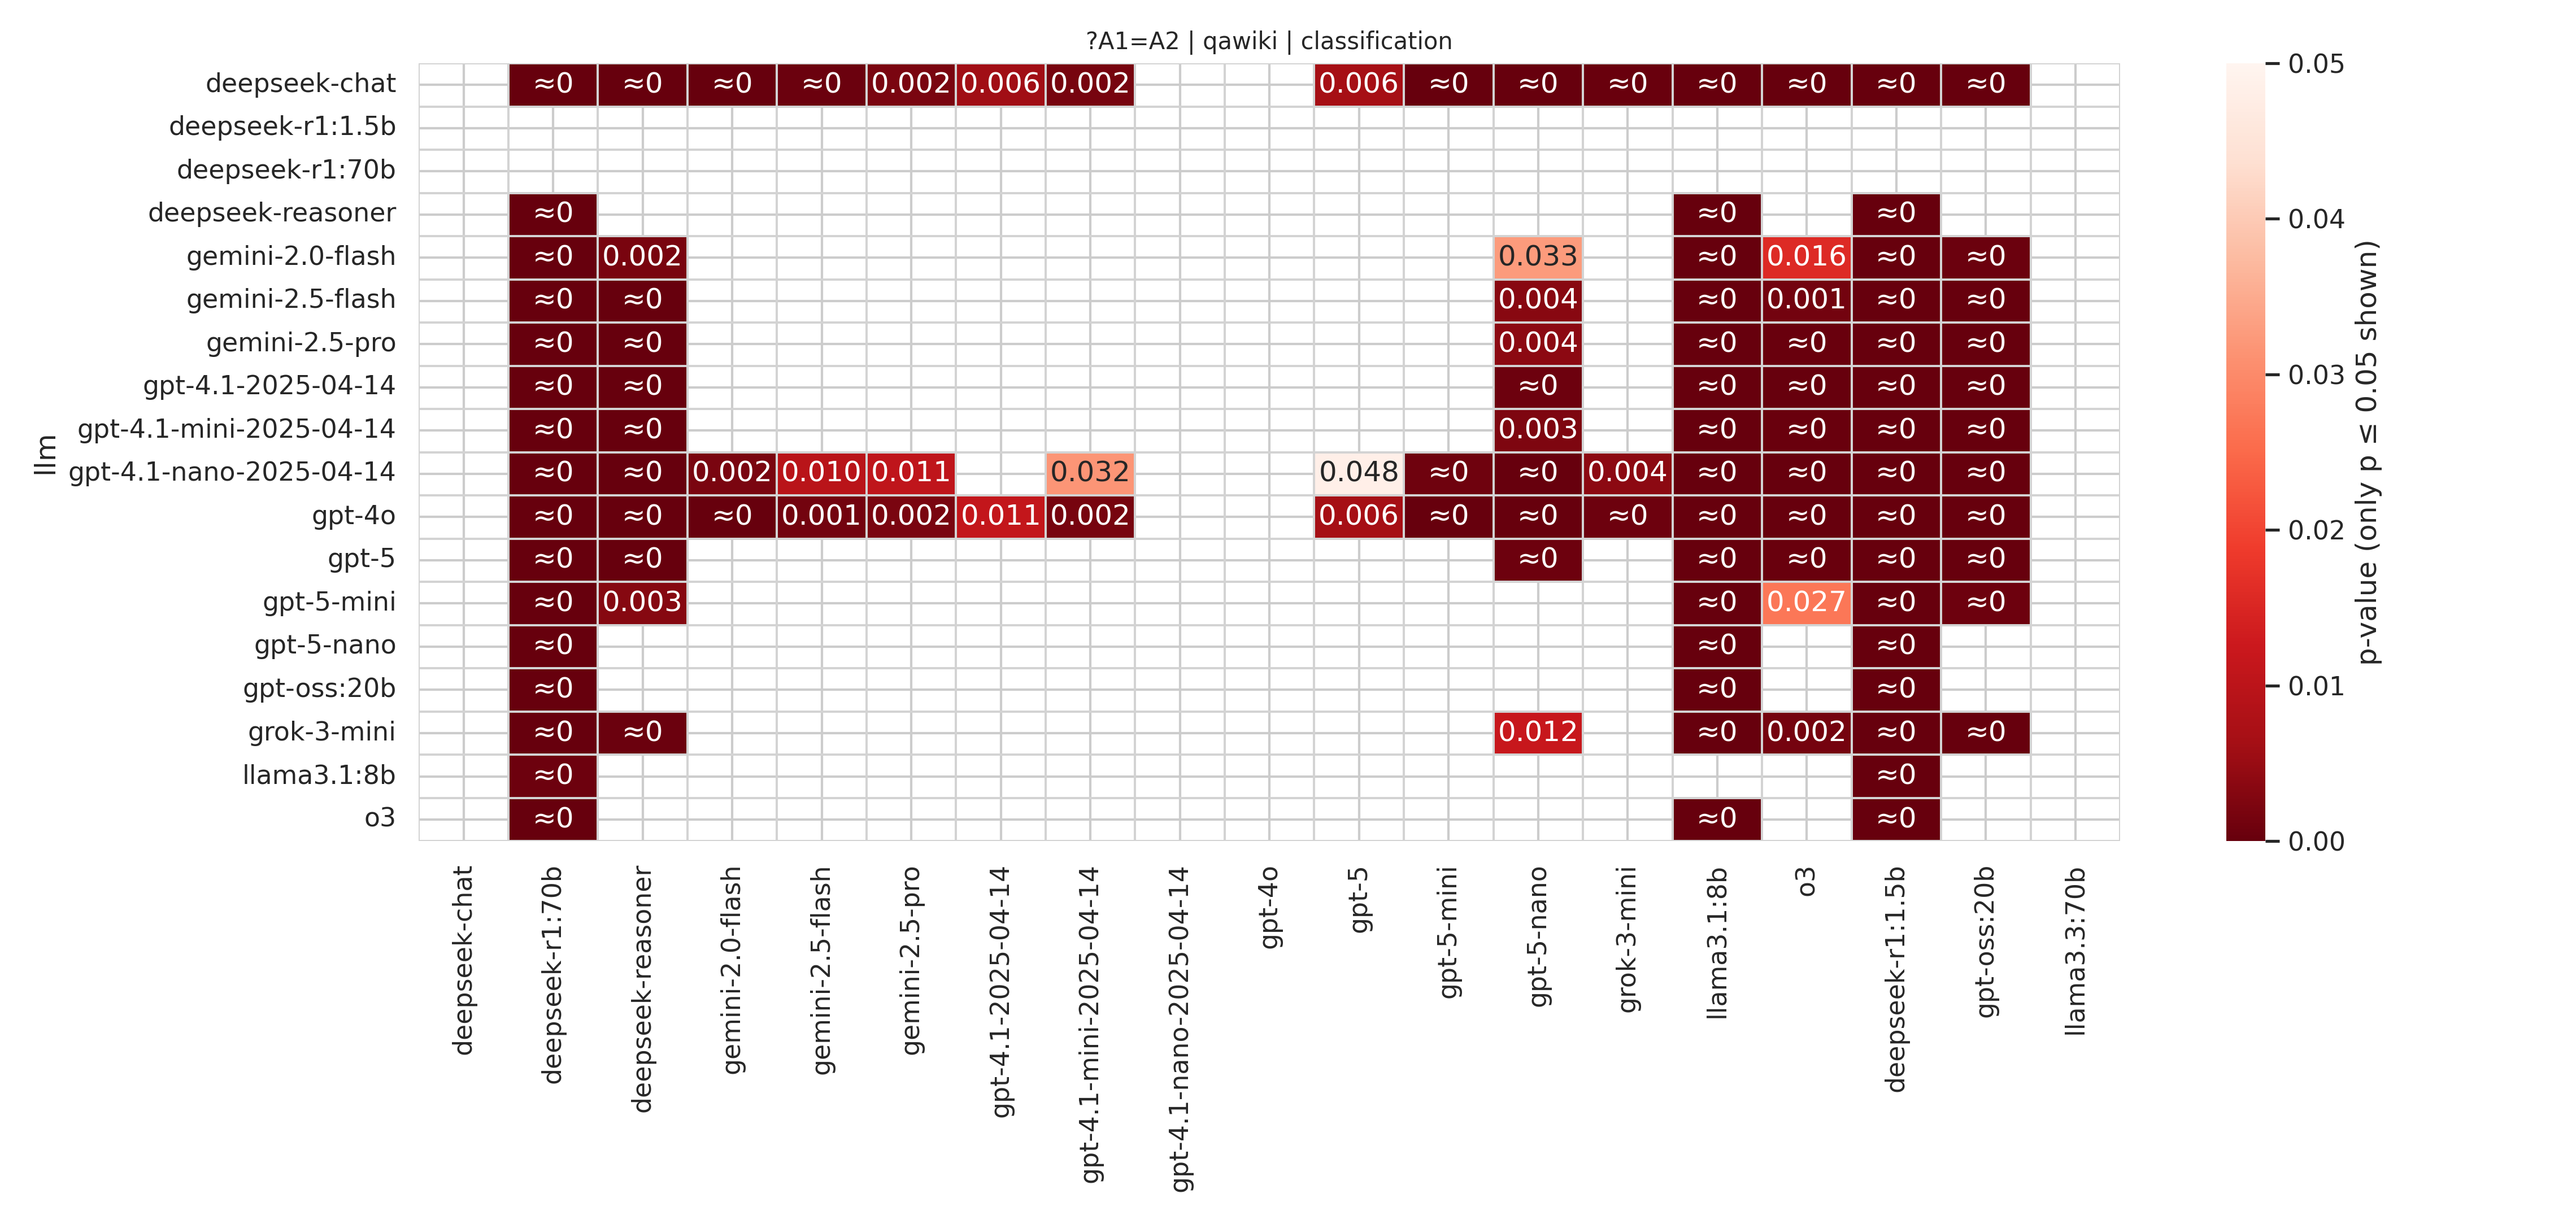 ?A1=A2 | qawiki | classification
deepseek-chat ≈0 ≈0 ≈0 ≈0 0.002 0.006 0.002 0.006 ≈0 ≈0 ≈0 ≈0 ≈0 ≈0 ≈0
deepseek-r1:1.5b
deepseek-r1:70b
deepseek-reasoner ≈0 ≈0 ≈0
gemini-2.0-flash ≈0 0.002 0.033 ≈0 0.016 ≈0 ≈0
gemini-2.5-flash ≈0 ≈0 0.004 ≈0 0.001 ≈0 ≈0
gemini-2.5-pro ≈0 ≈0 0.004 ≈0 ≈0 ≈0 ≈0
gpt-4.1-2025-04-14 ≈0 ≈0 ≈0 ≈0 ≈0 ≈0 ≈0
gpt-4.1-mini-2025-04-14 ≈0 ≈0 0.003 ≈0 ≈0 ≈0 ≈0
gpt-4.1-nano-2025-04-14 ≈0 ≈0 0.002 0.010 0.011 0.032 0.048 ≈0 ≈0 0.004 ≈0 ≈0 ≈0 ≈0
gpt-4o ≈0 ≈0 ≈0 0.001 0.002 0.011 0.002 0.006 ≈0 ≈0 ≈0 ≈0 ≈0 ≈0 ≈0
gpt-5 ≈0 ≈0 ≈0 ≈0 ≈0 ≈0 ≈0
gpt-5-mini ≈0 0.003 ≈0 0.027 ≈0 ≈0
gpt-5-nano ≈0 ≈0 ≈0
gpt-oss:20b ≈0 ≈0 ≈0
grok-3-mini ≈0 ≈0 0.012 ≈0 0.002 ≈0 ≈0
llama3.1:8b ≈0 ≈0
o3 ≈0 ≈0 ≈0
llm
deepseek-chat
deepseek-r1:70b
deepseek-reasoner
gemini-2.0-flash
gemini-2.5-flash
gemini-2.5-pro
gpt-4.1-2025-04-14
gpt-4.1-mini-2025-04-14
gpt-4.1-nano-2025-04-14
gpt-4o
gpt-5
gpt-5-mini
gpt-5-nano
grok-3-mini
llama3.1:8b
o3
deepseek-r1:1.5b
gpt-oss:20b
llama3.3:70b
0.05
0.04
0.03
0.02
0.01
0.00
p-value (only p ≤ 0.05 shown)